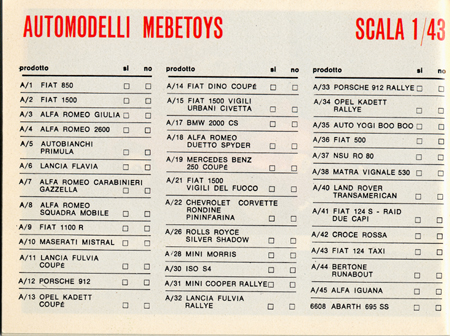 AUTOMODELLI MEBETOYS SCALA 1/43
prodotto si no
A/1 FIAT 850
A/2 FIAT 1500
A/3 ALFA ROMEO GIULIA
A/4 ALFA ROMEO 2600
A/5 AUTOBIANCHI
PRIMULA
A/6 LANCIA FLAVIA
A/7 ALFA ROMEO CARABINIERI
GAZZELLA
A/8 ALFA ROMEO
SQUADRA MOBILE
A/9 FIAT 1100 R
A/10 MASERATI MISTRAL
A/11 LANCIA FULVIA
COUPé
A/12 PORSCHE 912
A/13 OPEL KADETT
COUPé
prodotto si no
A/14 FIAT DINO COUPé
A/15 FIAT 1500 VIGILI
URBANI CIVETTA
A/17 BMW 2000 CS
A/18 ALFA ROMEO
DUETTO SPYDER
A/19 MERCEDES BENZ
250 COUPé
A/21 FIAT 1500
VIGILI DEL FUOCO
A/22 CHEVROLET CORVETTE
RONDINE
PININFARINA
A/26 ROLLS ROYCE
SILVER SHADOW
A/28 MINI MORRIS
A/30 ISO S4
A/31 MINI COOPER RALLYE
A/32 LANCIA FULVIA
RALLYE
prodotto si no
A/33 PORSCHE 912 RALLYE
A/34 OPEL KADETT
RALLYE
A/35 AUTO YOGI BOO BOO
A/36 FIAT 500
A/37 NSU RO 80
A/38 MATRA VIGNALE 530
A/40 LAND ROVER
TRANSAMERICAN
A/41 FIAT 124 S - RAID
DUE CAPI
A/42 CROCE ROSSA
A/43 FIAT 124 TAXI
A/44 BERTONE
RUNABOUT
A/45 ALFA IGUANA
6608 ABARTH 695 SS